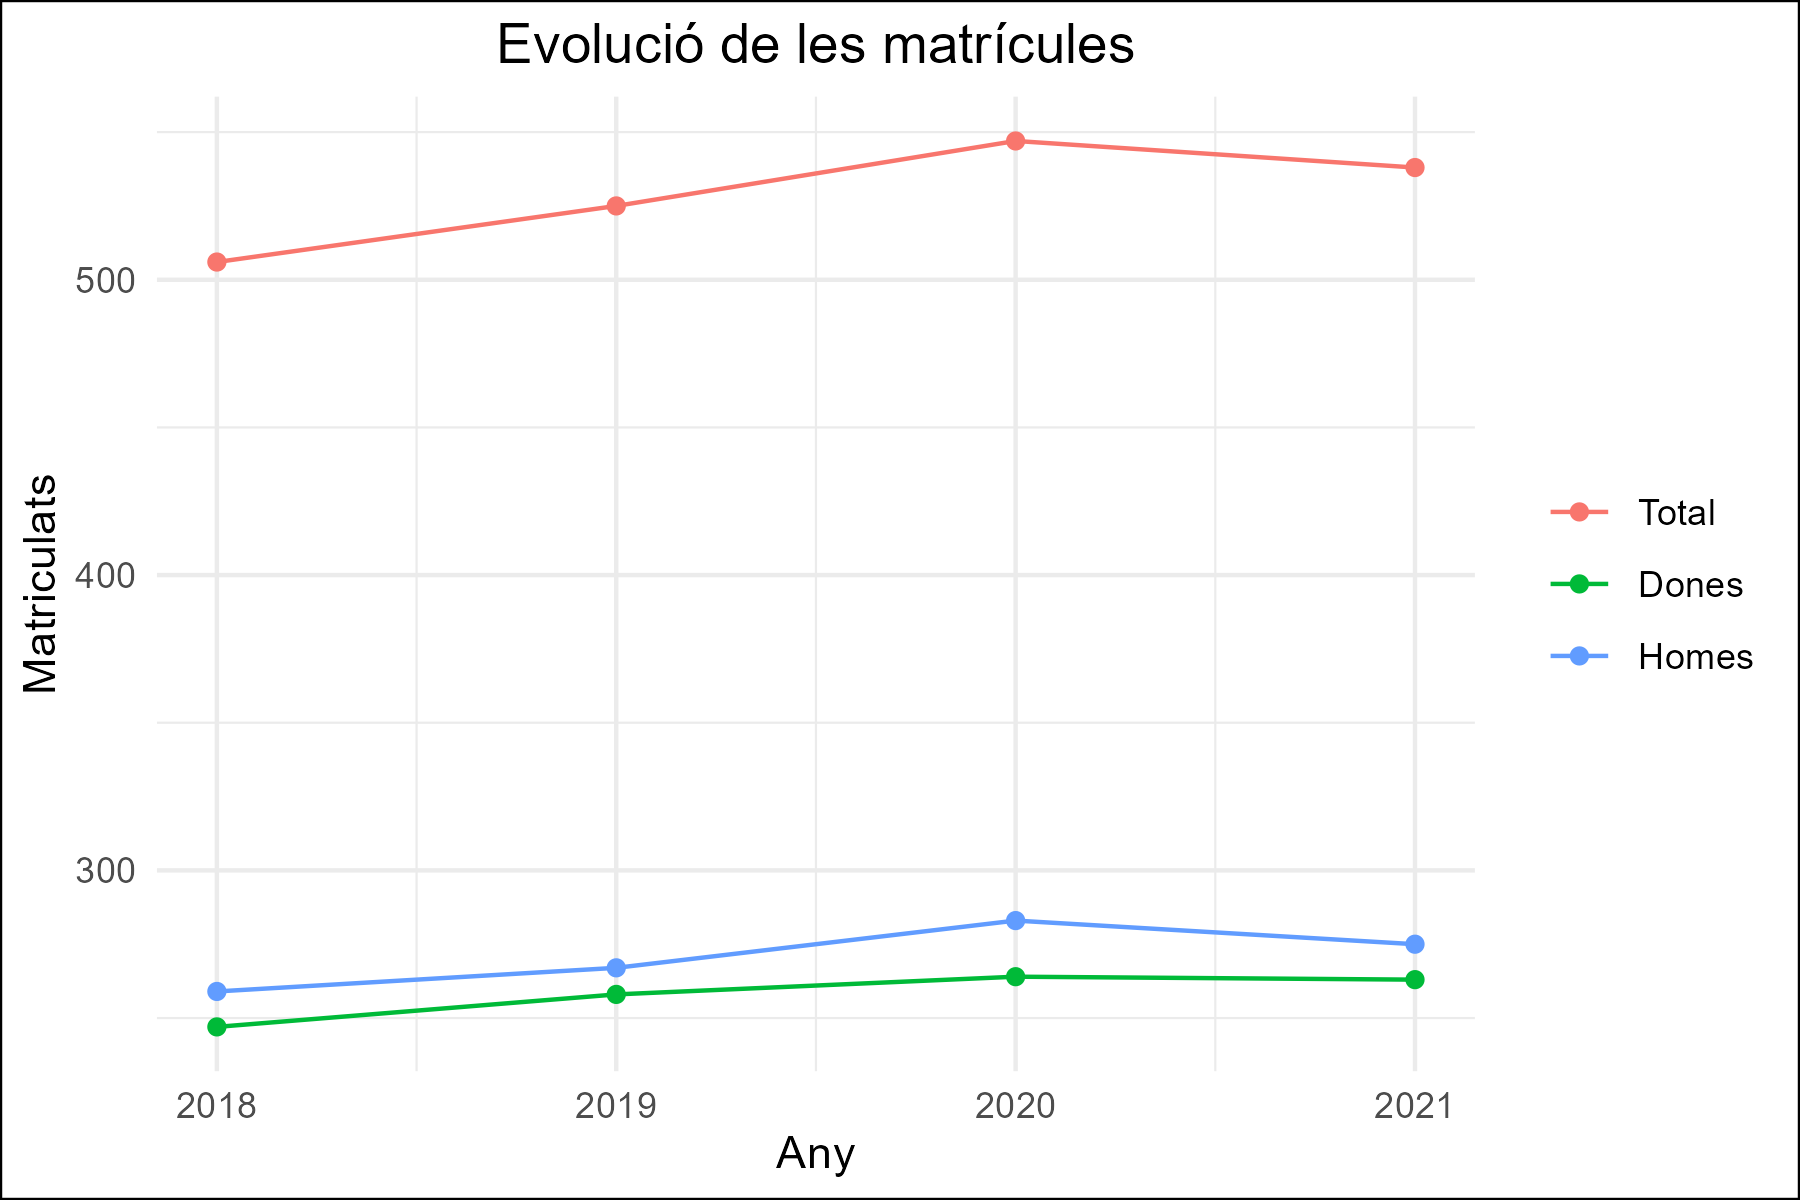 Evolució de les matrícules
Matriculats
500
400
300
2018 2019 2020 2021
Any
Total
Dones
Homes